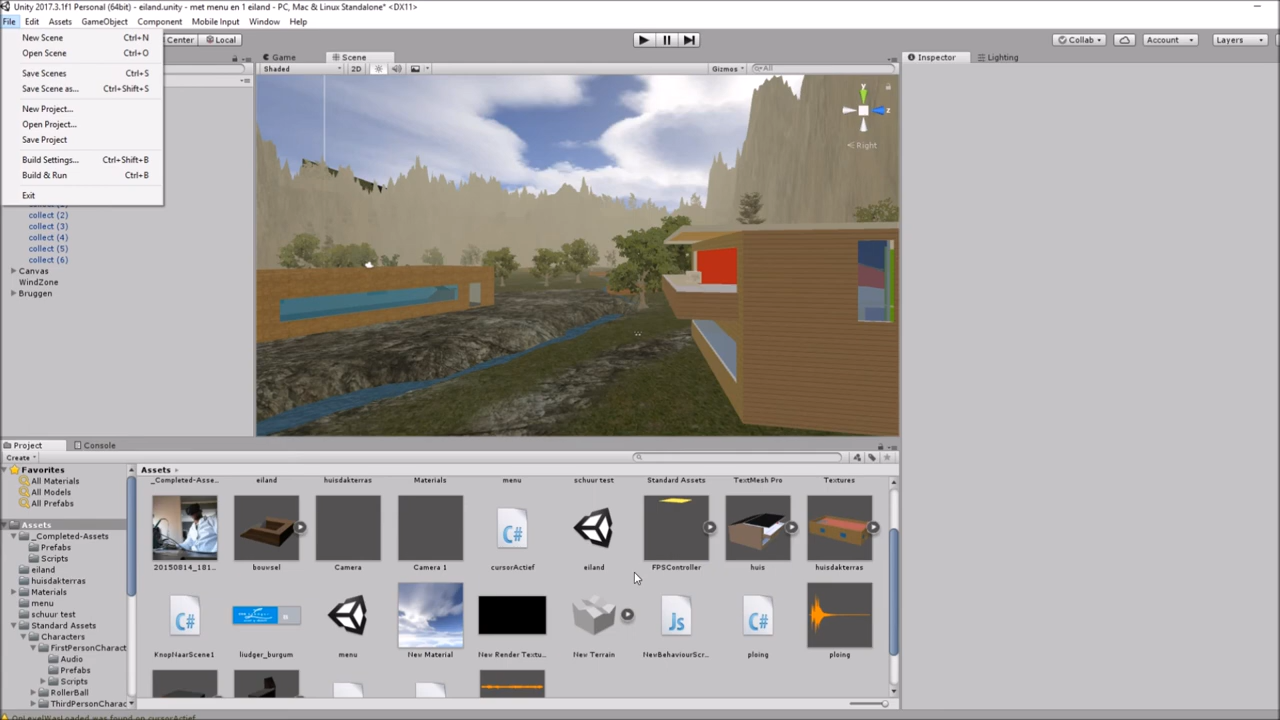 Unity 2017.3.1f1 Personal (64bit) - eiland.unity - met menu en 1 eiland - PC, Mac & Linux Standalone* <DX11>
File Edit Assets GameObject Component Mobile Input Window Help
New Scene Ctrl+N
Open Scene Ctrl+O
Save Scenes Ctrl+S
Save Scene as... Ctrl+Shift+S
New Project...
Open Project...
Save Project
Build Settings... Ctrl+Shift+B
Build & Run Ctrl+B
Exit
Center Local
Collab Account Layers
Game Scene
Shaded 2D Gizmos All
Right
Inspector Lighting
collect (2)
collect (3)
collect (4)
collect (5)
collect (6)
Canvas
WindZone
Bruggen
Project Console
Create
Favorites
All Materials
All Models
All Prefabs
Assets
_Completed-Assets
Prefabs
Scripts
eiland
huisdakterras
Materials
menu
schuur test
Standard Assets
Characters
FirstPersonCharact
Audio
Prefabs
Scripts
RollerBall
ThirdPersonCharac
Assets
_Completed-Asse... eiland huisdakterras Materials menu schuur test Standard Assets TextMesh Pro Textures
20150814_181... bouwsel Camera Camera 1 cursorActief eiland FPSController huis huisdakterras
KnopNaarScene1 liudger_burgum menu New Material New Render Textu... New Terrain NewBehaviourScr... ploing ploing
C# C# Js C#
OnLevelWasLoaded was found on cursorActief